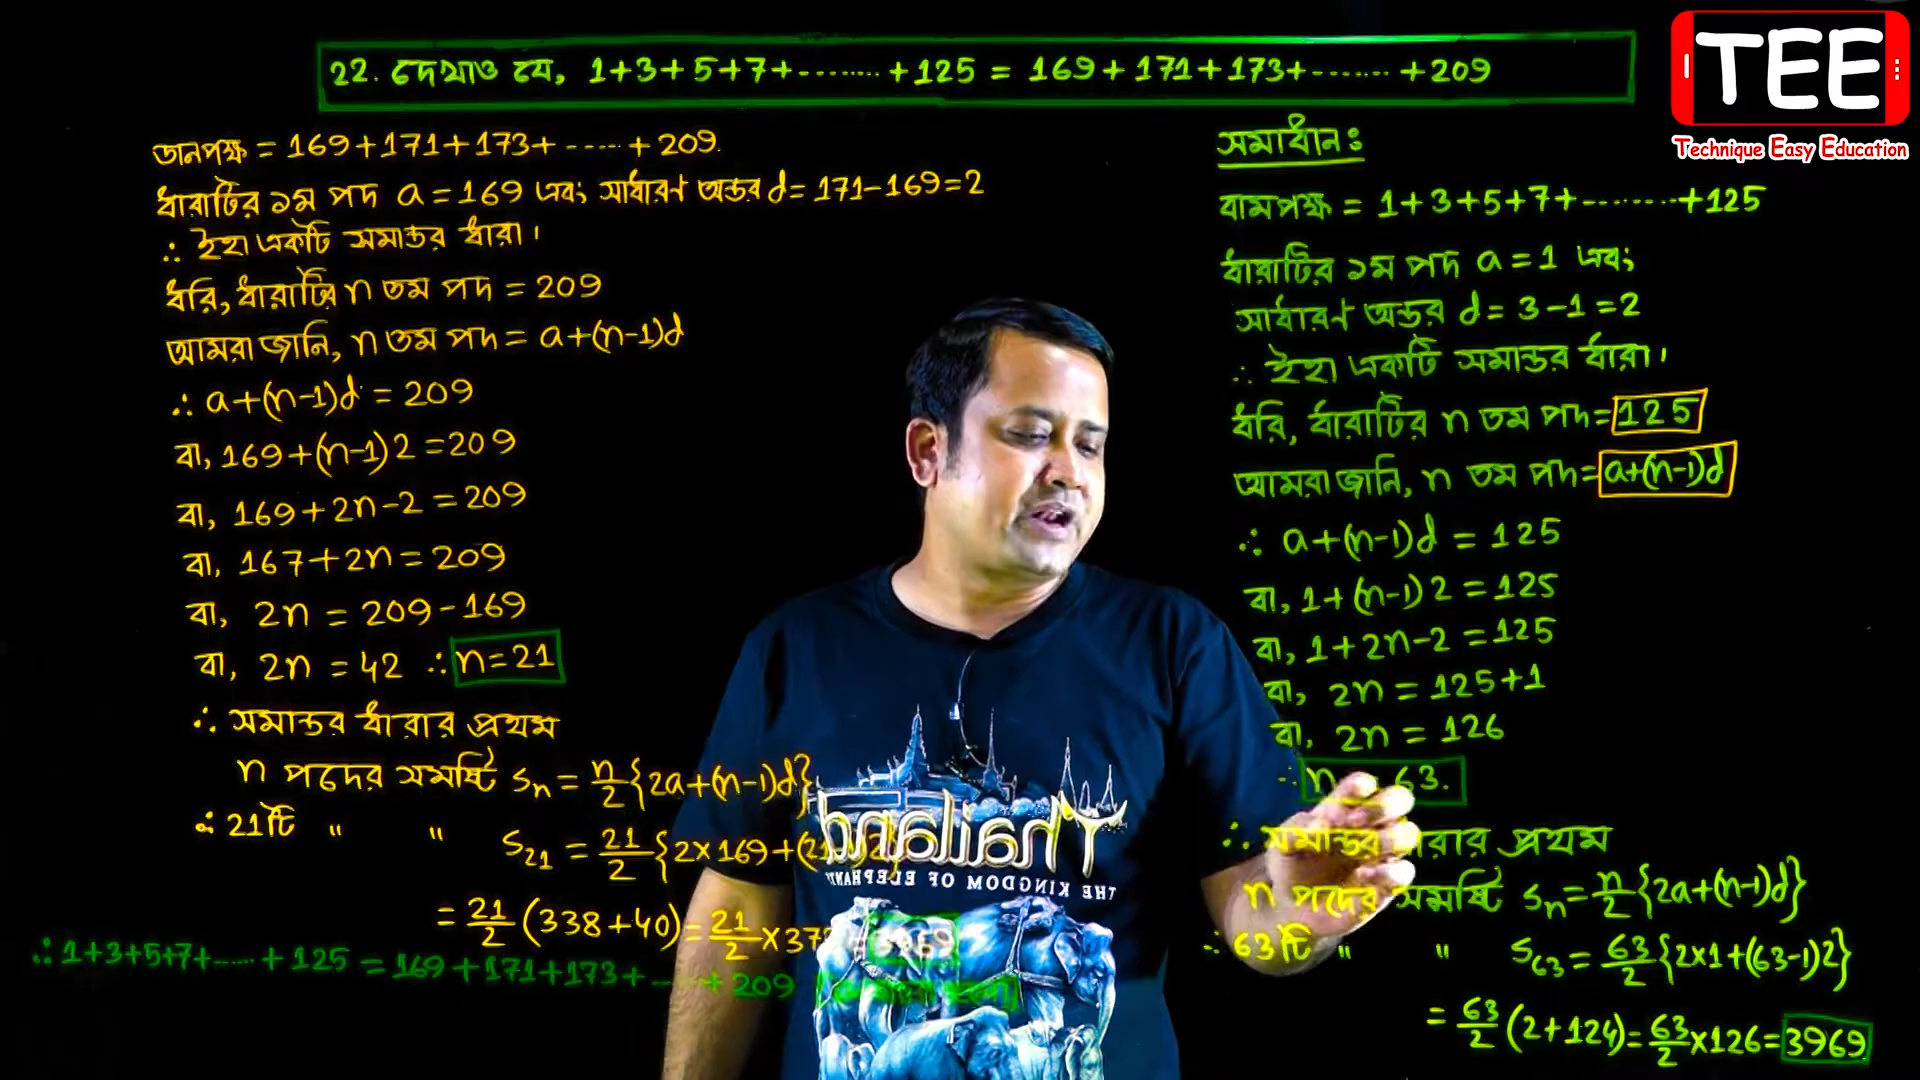 22. দেখাও যে, 1+3+5+7+........+125 = 169+171+173+.......+209
TEE
Technique Easy Education
ডানপক্ষ = 169+171+173+ ..... + 209.
ধারাটির ১ম পদ a = 169 এবং সাধারণ অন্তর d = 171-169=2
∴ ইহা একটি সমান্তর ধারা।
ধরি, ধারাটির n তম পদ = 209
আমরা জানি, n তম পদ = a+(n-1)d
∴ a+(n-1)d = 209
বা, 169+(n-1)2 = 209
বা, 169+2n-2 = 209
বা, 167+2n = 209
বা, 2n = 209-169
বা, 2n = 42 ∴ n=21
∴ সমান্তর ধারার প্রথম
n পদের সমষ্টি Sn = n/2{2a+(n-1)d}
∴ 21টি " " S21 = 21/2{2×169+(21
= 21/2(338+40) = 21/2×37
∴ 1+3+5+7+.....+125 = 169+171+173+....+209
সমাধানঃ
বামপক্ষ = 1+3+5+7+........+125
ধারাটির ১ম পদ a = 1 এবং
সাধারণ অন্তর d = 3-1 = 2
∴ ইহা একটি সমান্তর ধারা।
ধরি, ধারাটির n তম পদ = 125
আমরা জানি, n তম পদ = a+(n-1)d
∴ a+(n-1)d = 125
বা, 1+(n-1)2 = 125
বা, 1+2n-2 = 125
বা, 2n = 125+1
বা, 2n = 126
∴ n 63.
∴ সমান্তর ধারার প্রথম
n পদের সমষ্টি Sn = n/2{2a+(n-1)d}
∴ 63টি " " S63 = 63/2{2×1+(63-1)2}
= 63/2(2+124) = 63/2×126 = 3969
Thailand
THE KINGDOM OF ELEPHANT